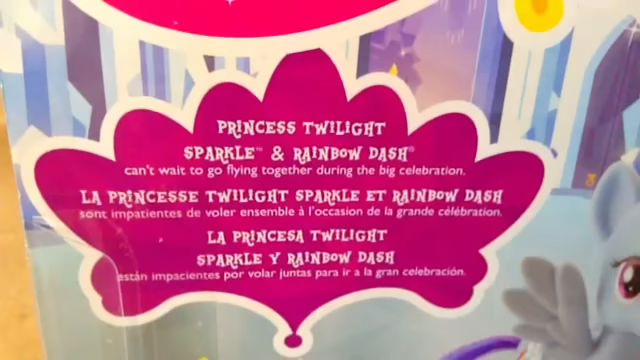 PRINCESS TWILIGHT
SPARKLE™ & RAINBOW DASH®
can't wait to go flying together during the big celebration.
LA PRINCESSE TWILIGHT SPARKLE ET RAINBOW DASH
sont impatientes de voler ensemble à l'occasion de la grande célébration.
LA PRINCESA TWILIGHT
SPARKLE Y RAINBOW DASH
están impacientes por volar juntas para ir a la gran celebración.